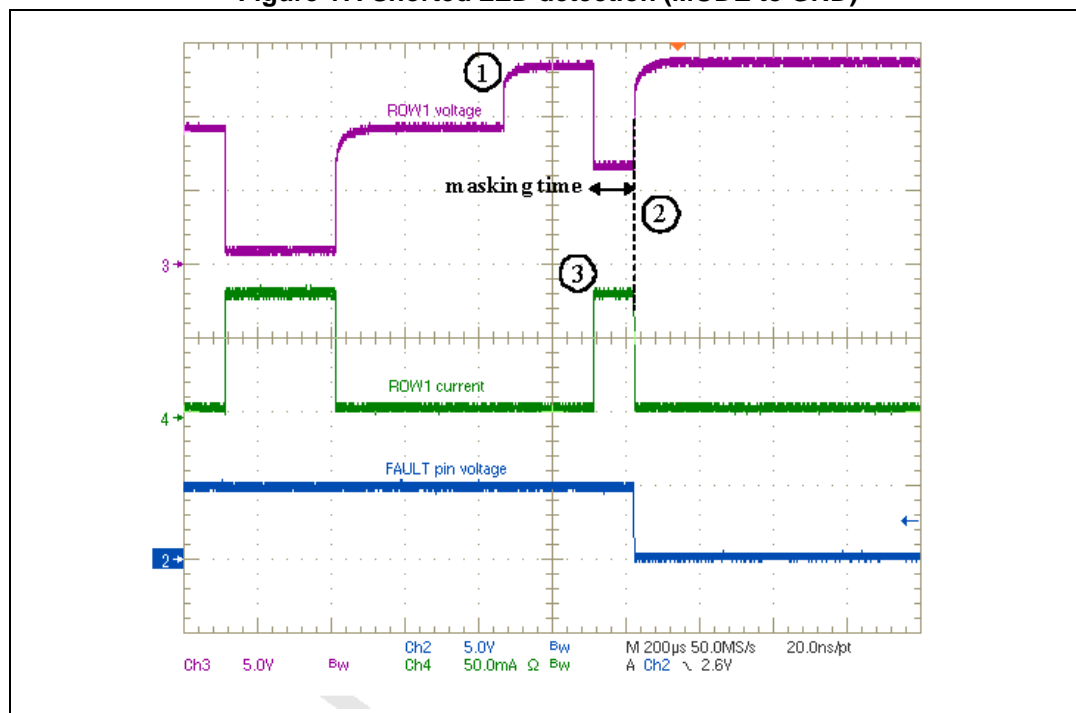 Figure 17. Shorted LED detection (MODE to GND)
1
ROW1 voltage
masking time
2
3
3
ROW1 current
4
FAULT pin voltage
2
Ch2 5.0V Bw M 200µs 50.0MS/s 20.0ns/pt
Ch3 5.0V Bw Ch4 50.0mA Ω Bw A Ch2 \ 2.6V